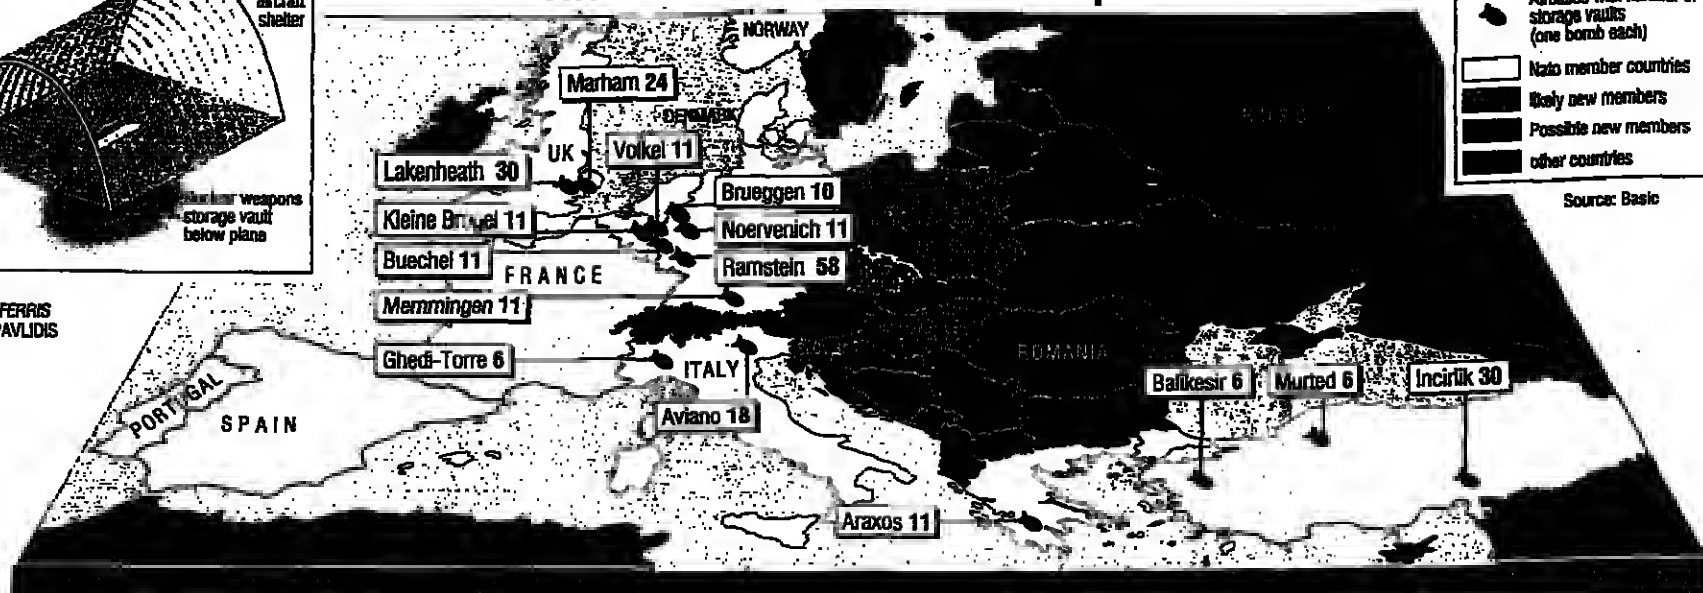 aircraft
shelter
weapons
storage vault
below plane
FERRIS
PAVLIDIS
NORWAY
Marham 24
DENMARK
UK
Volkel 11
Lakenheath 30
Brueggen 10
Kleine Brogel 11
Noervenich 11
Buechel 11
FRANCE
Ramstein 58
Memmingen 11
Ghedi-Torre 6
ITALY
ROMANIA
PORTUGAL
SPAIN
Aviano 18
Balikesir 6
Murted 6
Incirlik 30
Araxos 11
storage vaults
(one bomb each)
Nato member countries
likely new members
Possible new members
other countries
Source: Basic